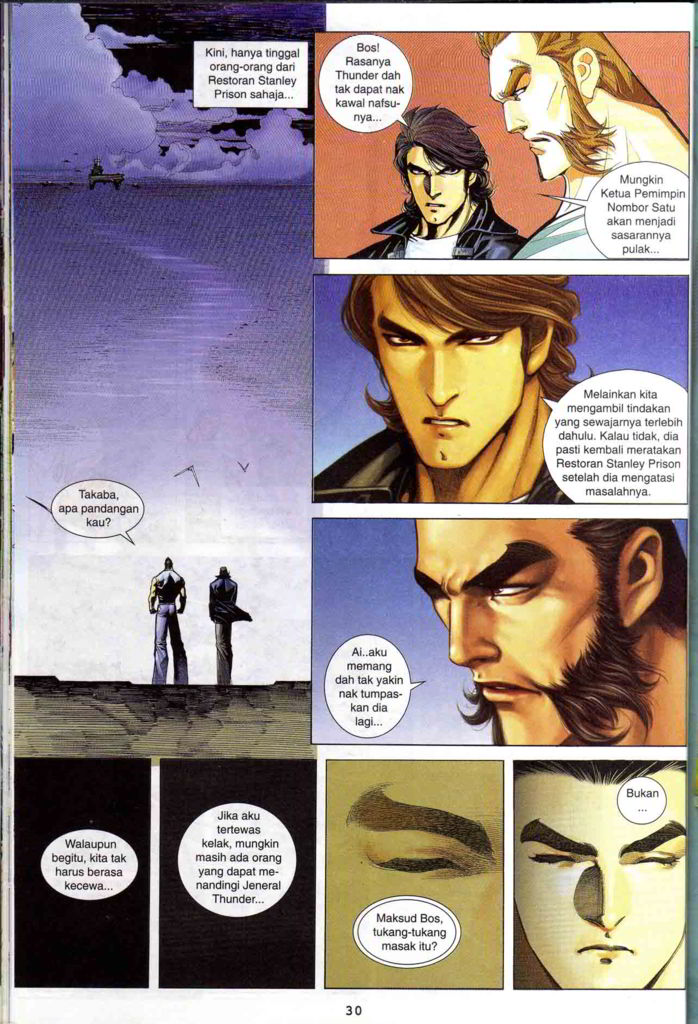 Kini, hanya tinggal
orang-orang dari
Restoran Stanley
Prison sahaja...
Takaba,
apa pandangan
kau?
Bos!
Rasanya
Thunder dah
tak dapat nak
kawal nafsu-
nya...
Mungkin
Ketua Pemimpin
Nombor Satu
akan menjadi
sasarannya
pulak...
Melainkan kita
mengambil tindakan
yang sewajarnya terlebih
dahulu. Kalau tidak, dia
pasti kembali meratakan
Restoran Stanley Prison
setelah dia mengatasi
masalahnya.
Ai..aku
memang
dah tak yakin
nak tumpas-
kan dia
lagi...
Walaupun
begitu, kita tak
harus berasa
kecewa...
Jika aku
tertewas
kelak, mungkin
masih ada orang
yang dapat me-
nandingi Jeneral
Thunder...
Maksud Bos,
tukang-tukang
masak itu?
Bukan
...
30